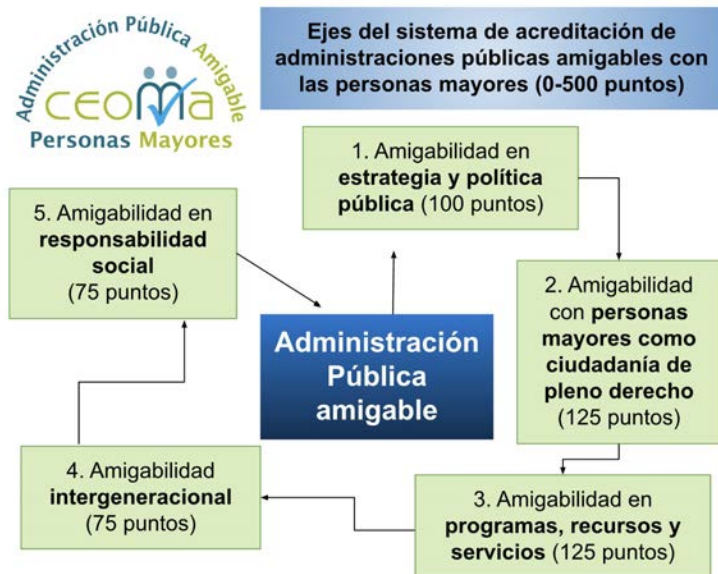 Administración Pública Amigable
CEOMA
Personas Mayores
Ejes del sistema de acreditación de
administraciones públicas amigables con
las personas mayores (0-500 puntos)
1. Amigabilidad en
estrategia y política
pública (100 puntos)
5. Amigabilidad en
responsabilidad
social
(75 puntos)
2. Amigabilidad
con personas
mayores como
ciudadanía de
pleno derecho
(125 puntos)
Administración
Pública
amigable
4. Amigabilidad
intergeneracional
(75 puntos)
3. Amigabilidad en
programas, recursos y
servicios (125 puntos)